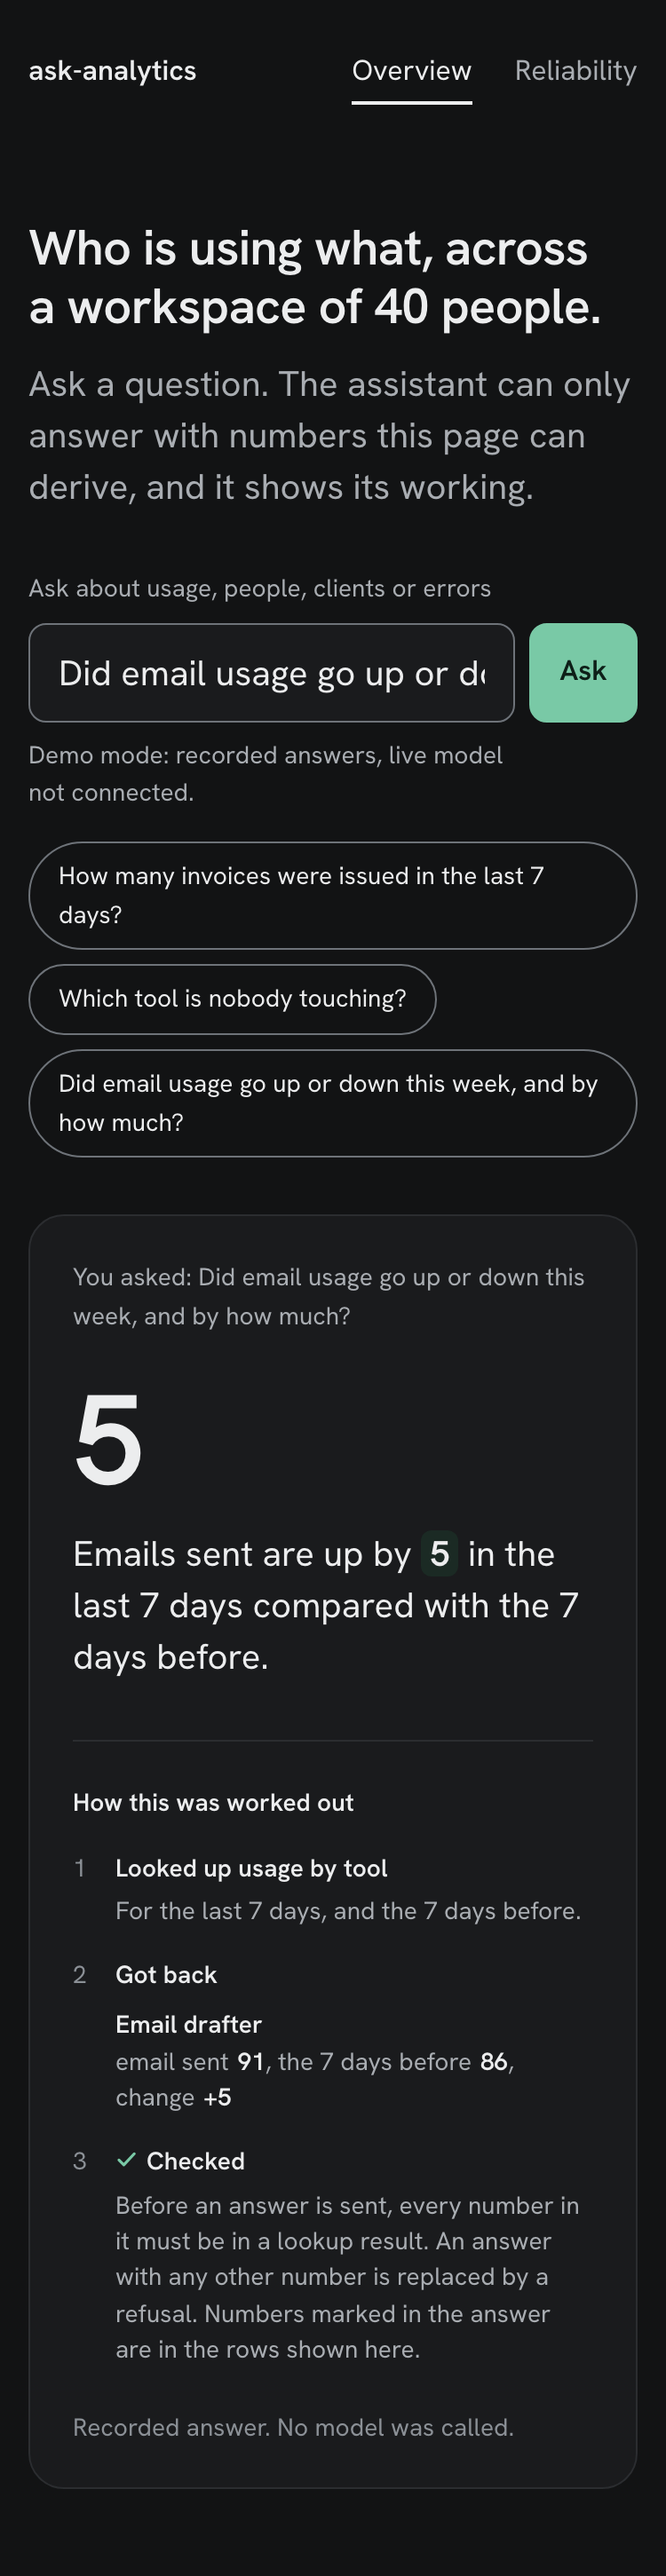 ask-analytics
Overview
Reliability
Who is using what, across
a workspace of 40 people.
Ask a question. The assistant can only
answer with numbers this page can
derive, and it shows its working.
Ask about usage, people, clients or errors
Did email usage go up or
Ask
Demo mode: recorded answers, live model
not connected.
How many invoices were issued in the last 7
days?
Which tool is nobody touching?
Did email usage go up or down this week, and by
how much?
You asked: Did email usage go up or down this
week, and by how much?
5
Emails sent are up by 5 in the
last 7 days compared with the 7
days before.
How this was worked out
1 Looked up usage by tool
For the last 7 days, and the 7 days before.
2 Got back
Email drafter
email sent 91, the 7 days before 86,
change +5
3 ✓ Checked
Before an answer is sent, every number in
it must be in a lookup result. An answer
with any other number is replaced by a
refusal. Numbers marked in the answer
are in the rows shown here.
Recorded answer. No model was called.